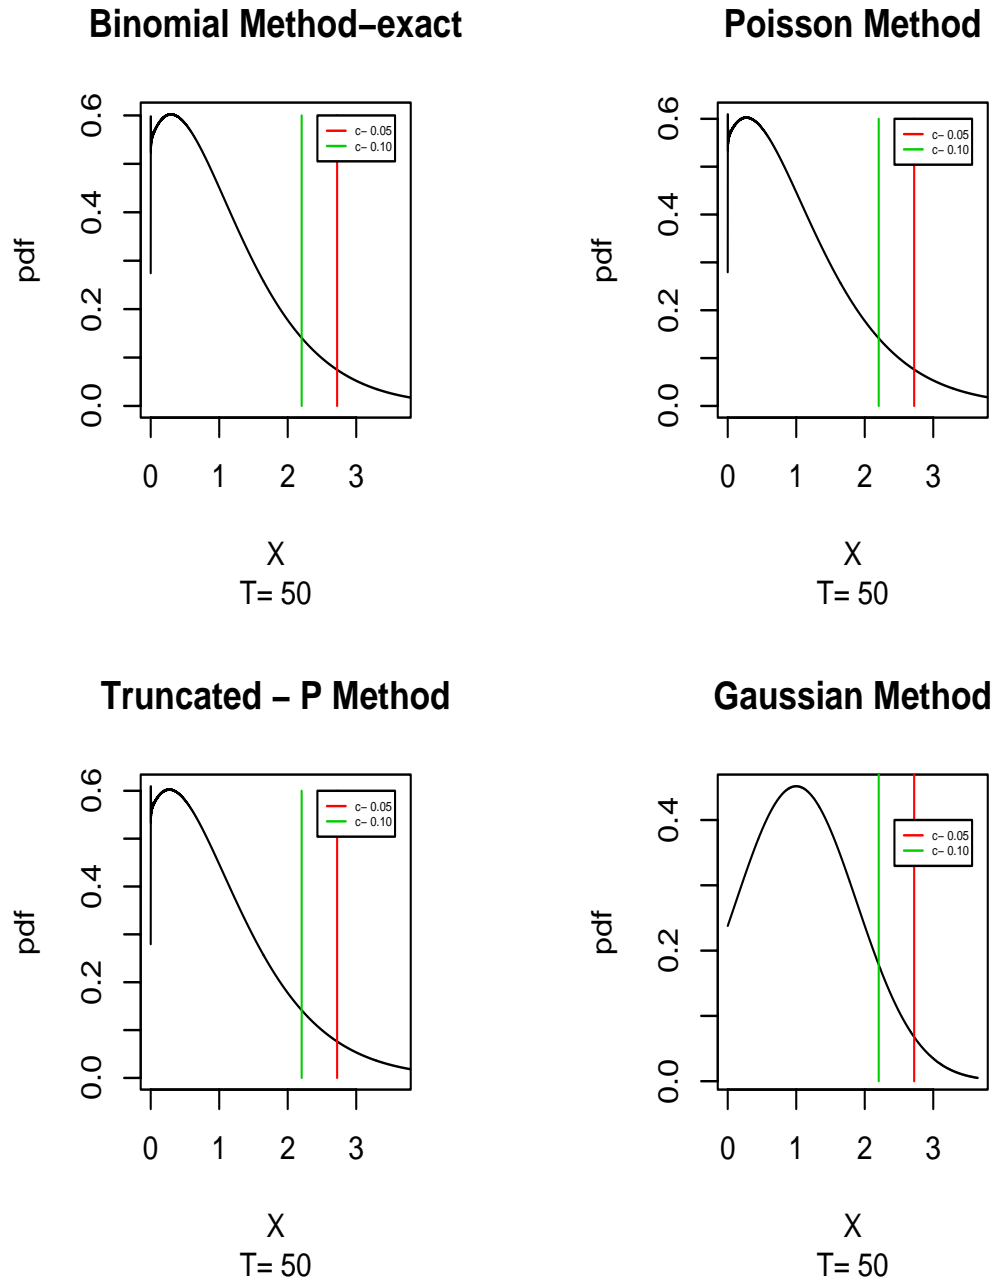 Binomial Method–exact
pdf
0.0 0.2 0.4 0.6
c– 0.05
c– 0.10
0 1 2 3
X
T= 50
Poisson Method
pdf
0.0 0.2 0.4 0.6
c– 0.05
c– 0.10
0 1 2 3
X
T= 50
Truncated – P Method
pdf
0.0 0.2 0.4 0.6
c– 0.05
c– 0.10
0 1 2 3
X
T= 50
Gaussian Method
pdf
0.0 0.2 0.4
c– 0.05
c– 0.10
0 1 2 3
X
T= 50